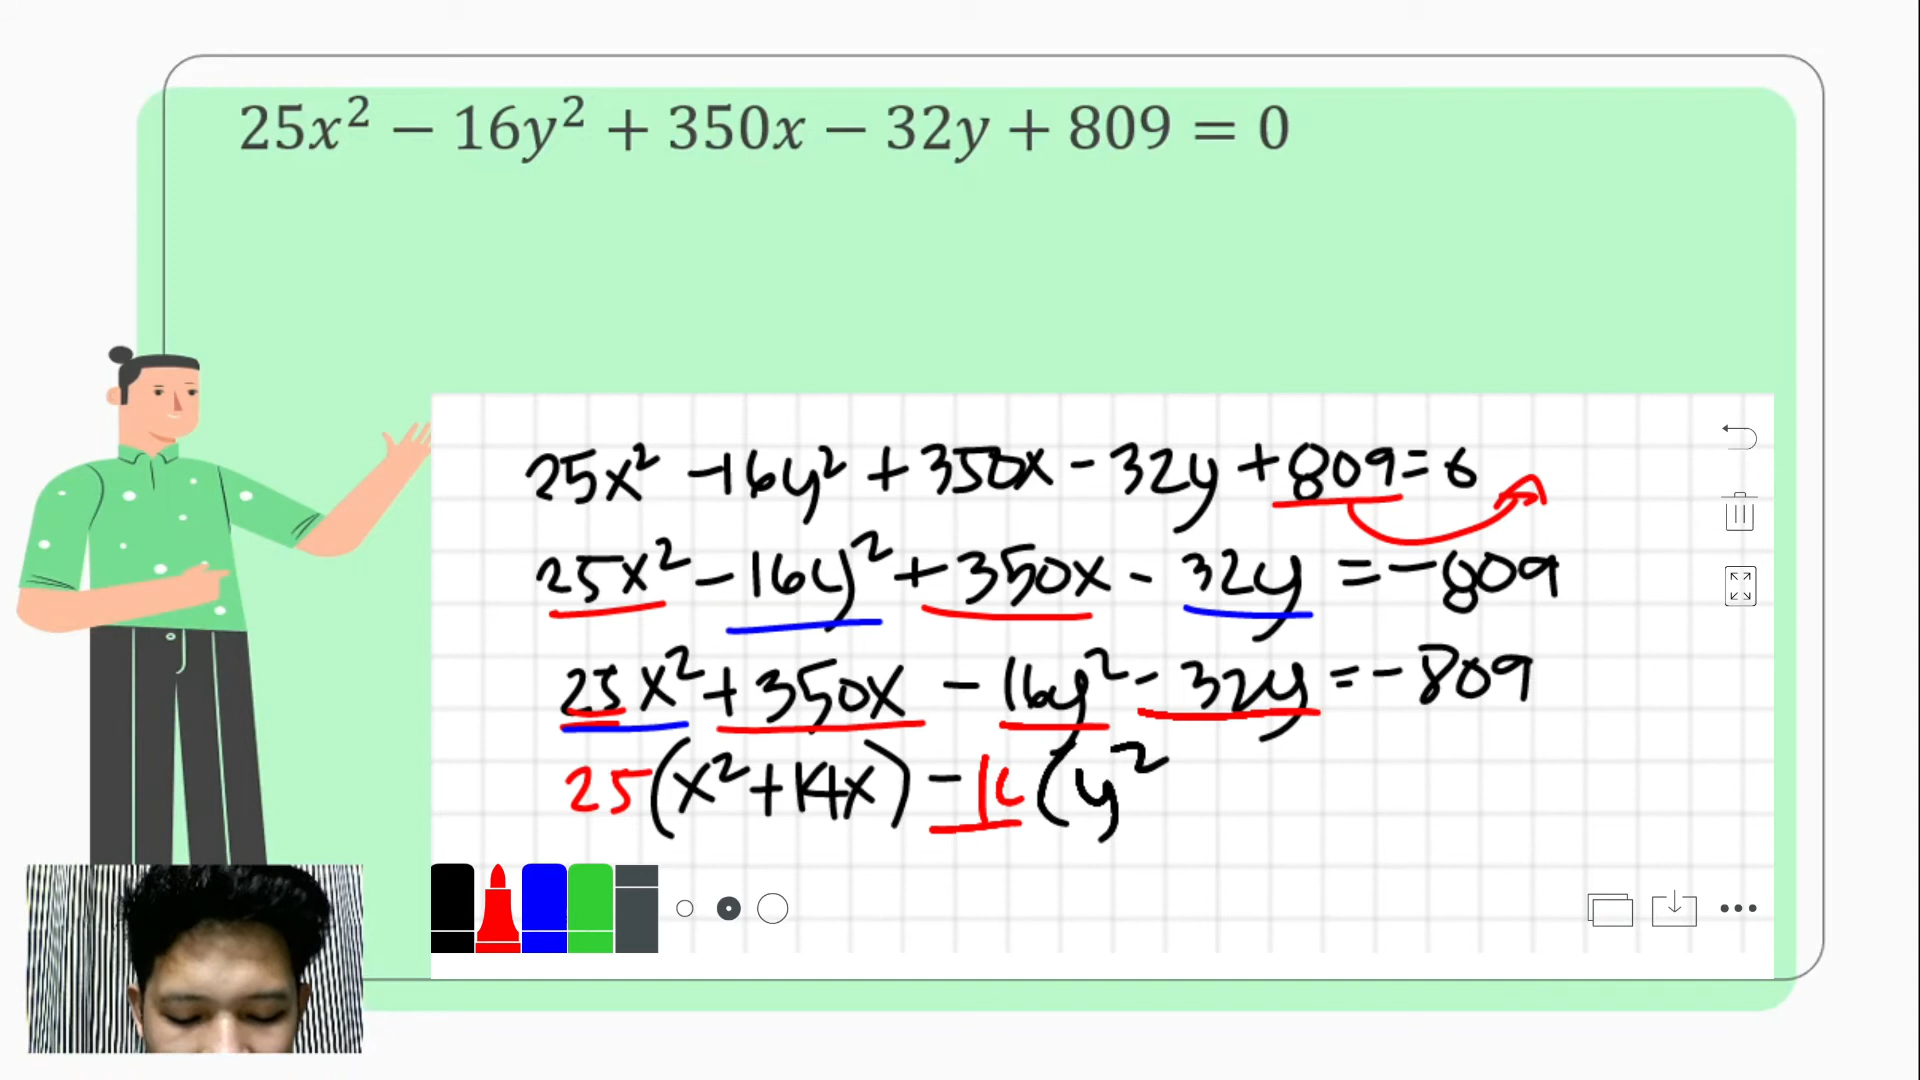 25x² − 16y² + 350x − 32y + 809 = 0
25x² -16y² +350x - 32y +809=6
25x² -16y² +350x - 32y =-809
25x² +350x - 16y² - 32y =-809
25(x²+14x) -16(y²